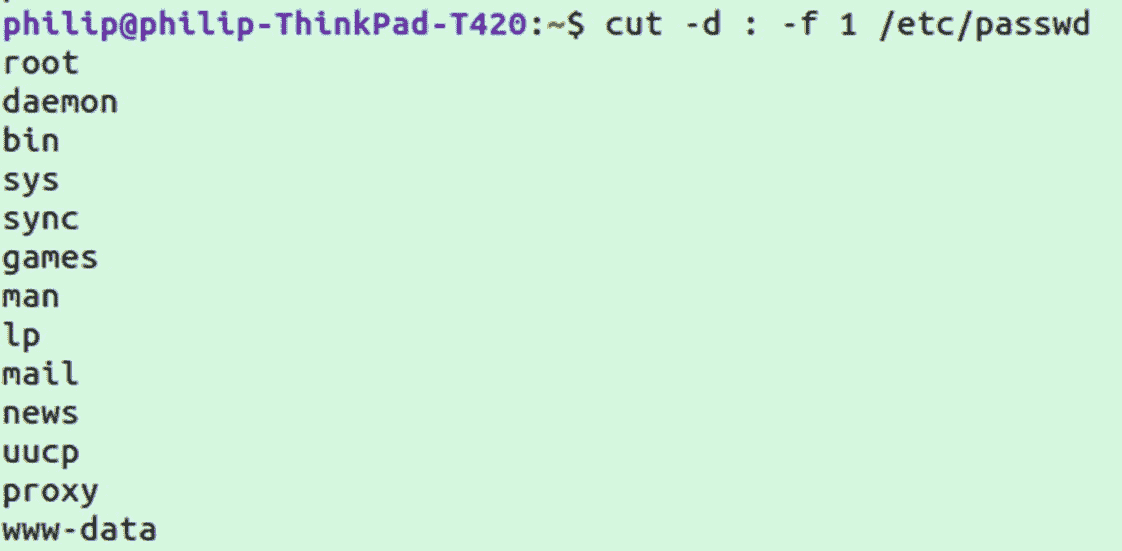 philip@philip-ThinkPad-T420:~$ cut -d : -f 1 /etc/passwd
root
daemon
bin
sys
sync
games
man
lp
mail
news
uucp
proxy
www-data